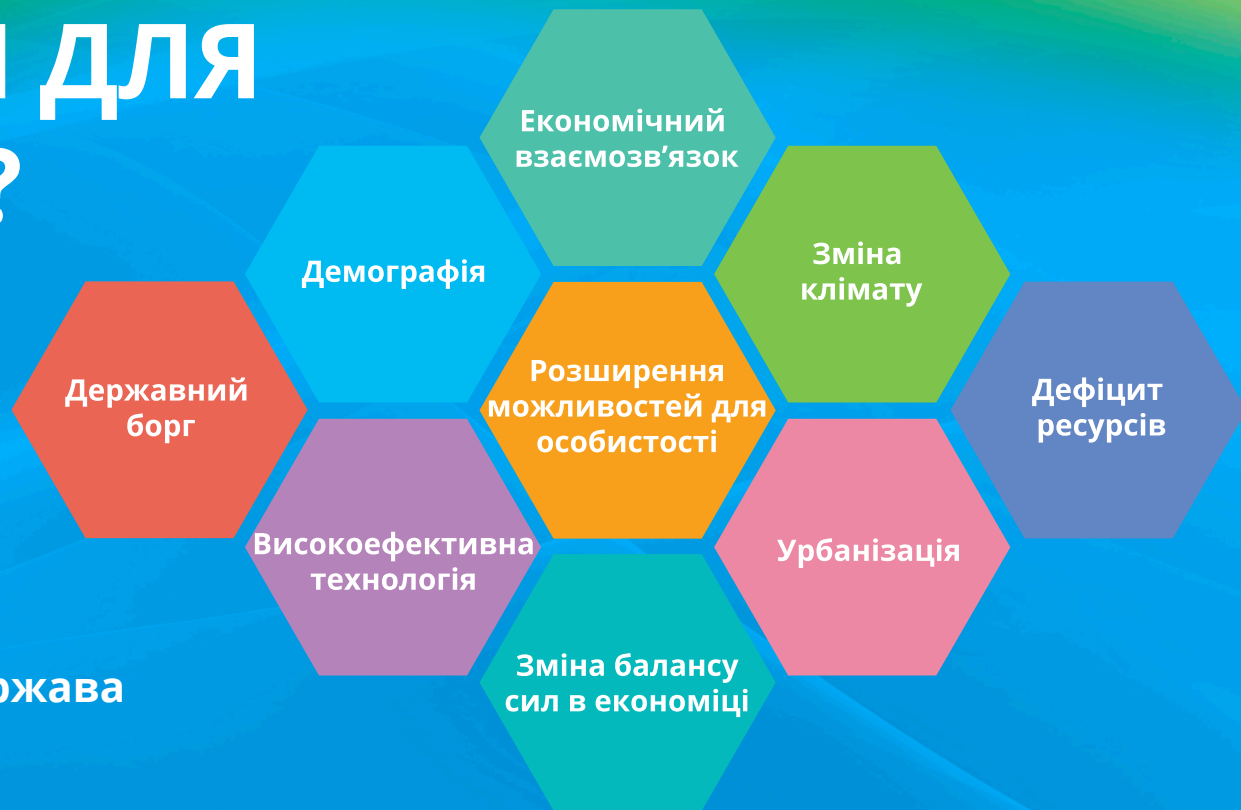 ДЛЯ
?
Економічний
взаємозв’язок
Демографія
Зміна
клімату
Державний
борг
Розширення
можливостей для
особистості
Дефіцит
ресурсів
Високоефективна
технологія
Урбанізація
Зміна балансу
сил в економіці